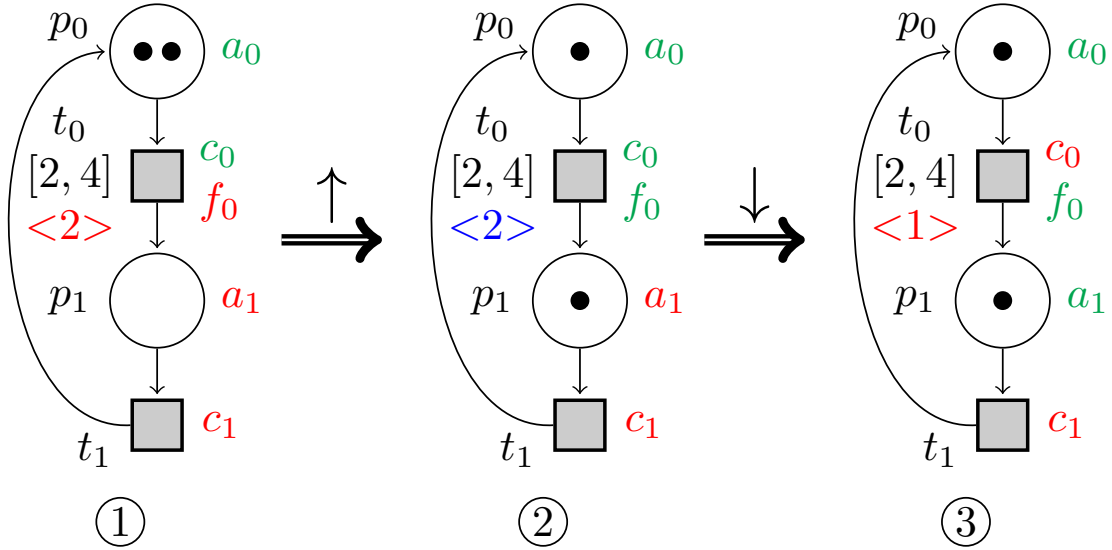 p₀ a₀
t₀ c₀
[2, 4] f₀
<2>
p₁ a₁
c₁
t₁
①
↑
p₀ a₀
t₀ c₀
[2, 4] f₀
<2>
p₁ a₁
c₁
t₁
②
↓
p₀ a₀
t₀ c₀
[2, 4] f₀
<1>
p₁ a₁
c₁
t₁
③